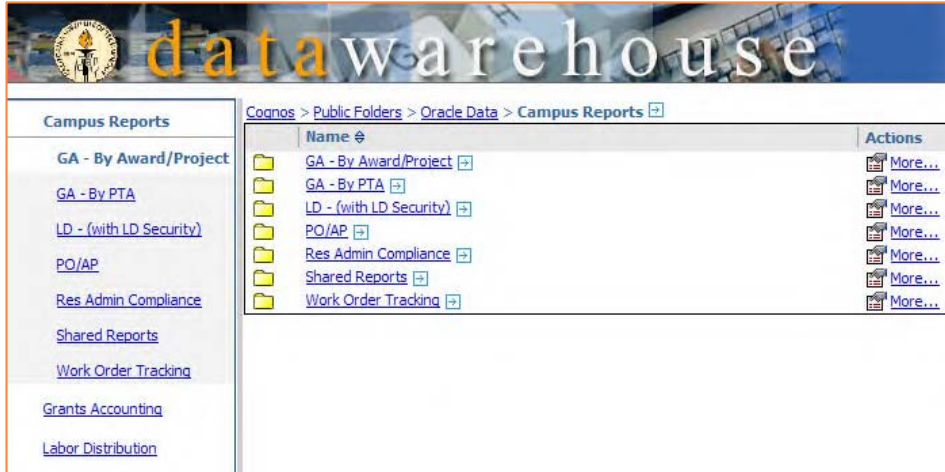 datawarehouse
Campus Reports
GA - By Award/Project
GA - By PTA
LD - (with LD Security)
PO/AP
Res Admin Compliance
Shared Reports
Work Order Tracking
Grants Accounting
Labor Distribution
Cognos > Public Folders > Oracle Data > Campus Reports
Name Actions
GA - By Award/Project More...
GA - By PTA More...
LD - (with LD Security) More...
PO/AP More...
Res Admin Compliance More...
Shared Reports More...
Work Order Tracking More...